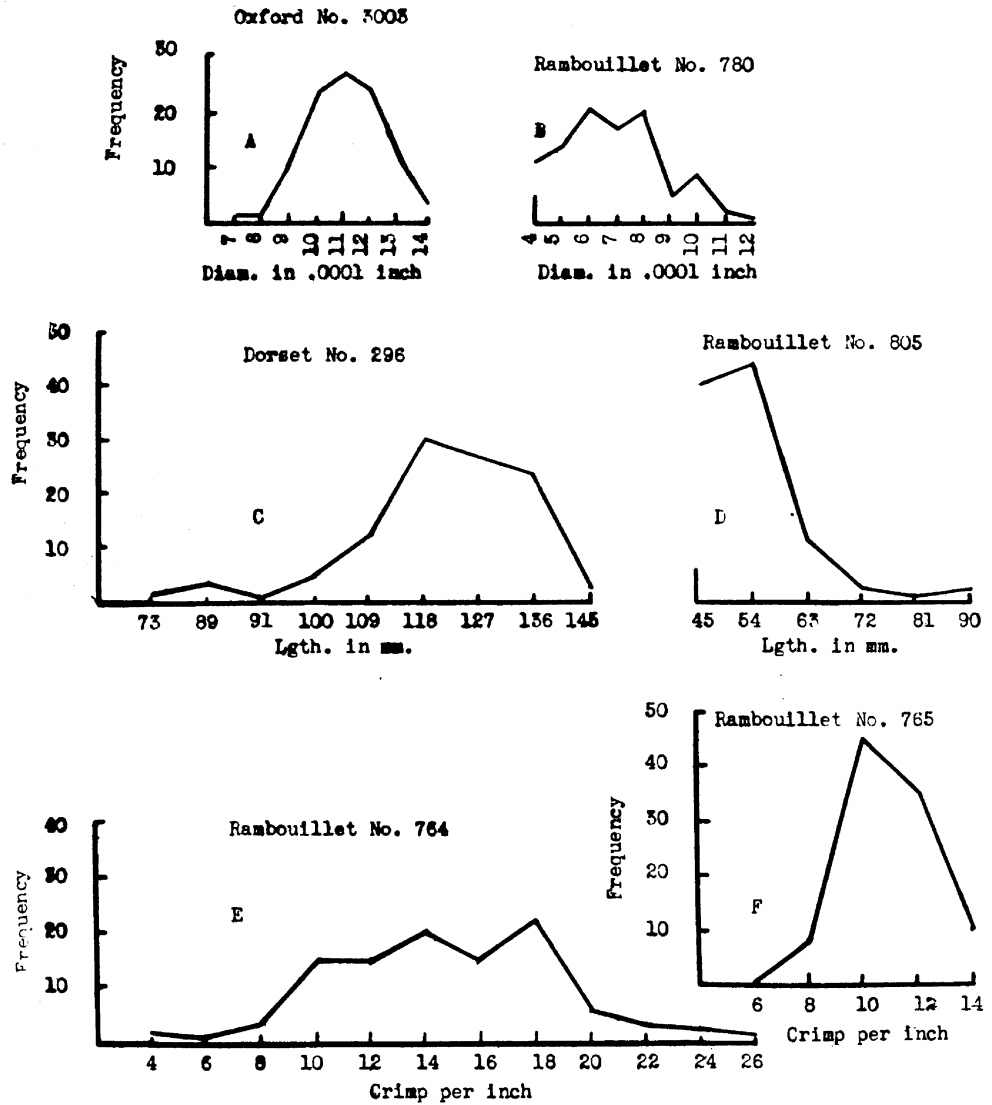 Oxford No. 3003
Frequency
30
20
10
A
7 8 9 10 11 12 13 14
Diam. in .0001 inch
Rambouillet No. 780
B
4 5 6 7 8 9 10 11 12
Diam. in .0001 inch
Dorset No. 296
Frequency
50
40
30
20
10
C
73 89 91 100 109 118 127 136 145
Lgth. in mm.
Rambouillet No. 805
D
45 54 63 72 81 90
Lgth. in mm.
Rambouillet No. 764
Frequency
40
30
20
10
E
4 6 8 10 12 14 16 18 20 22 24 26
Crimp per inch
Rambouillet No. 765
Frequency
50
40
30
20
10
F
6 8 10 12 14
Crimp per inch